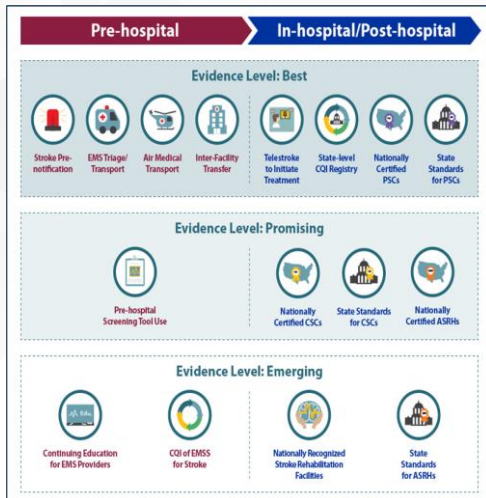 Pre-hospital
In-hospital/Post-hospital
Evidence Level: Best
Stroke Pre-
notification
EMS Triage/
Transport
Air Medical
Transport
Inter-Facility
Transfer
Telestroke
to Initiate
Treatment
State-level
CQI Registry
Nationally
Certified
PSCs
State
Standards
for PSCs
Evidence Level: Promising
Pre-hospital
Screening Tool Use
Nationally
Certified CSCs
State Standards
for CSCs
Nationally
Certified ASRHs
Evidence Level: Emerging
Continuing Education
for EMS Providers
CQI of EMSS
for Stroke
Nationally Recognized
Stroke Rehabilitation
Facilities
State
Standards
for ASRHs